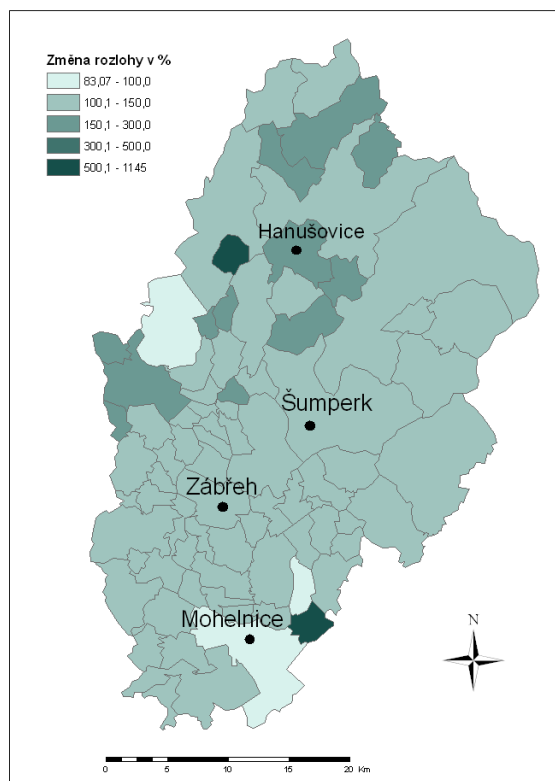 Změna rozlohy v %
83,07 - 100,0
100,1 - 150,0
150,1 - 300,0
300,1 - 500,0
500,1 - 1145
Hanušovice
Šumperk
Zábřeh
Mohelnice
N
0 5 10 15 20
Km